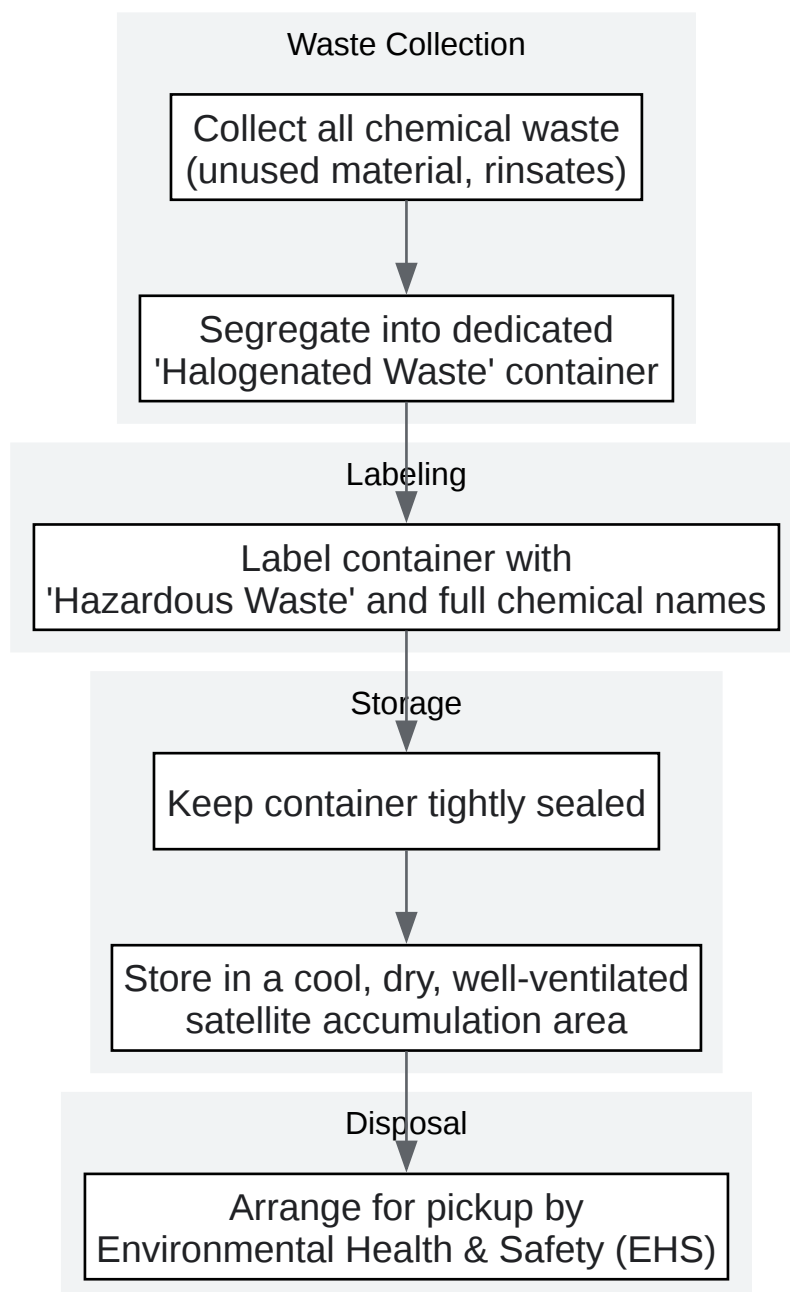 Waste Collection
Collect all chemical waste
(unused material, rinsates)
Segregate into dedicated
'Halogenated Waste' container
Labeling
Label container with
'Hazardous Waste' and full chemical names
Storage
Keep container tightly sealed
Store in a cool, dry, well-ventilated
satellite accumulation area
Disposal
Arrange for pickup by
Environmental Health & Safety (EHS)